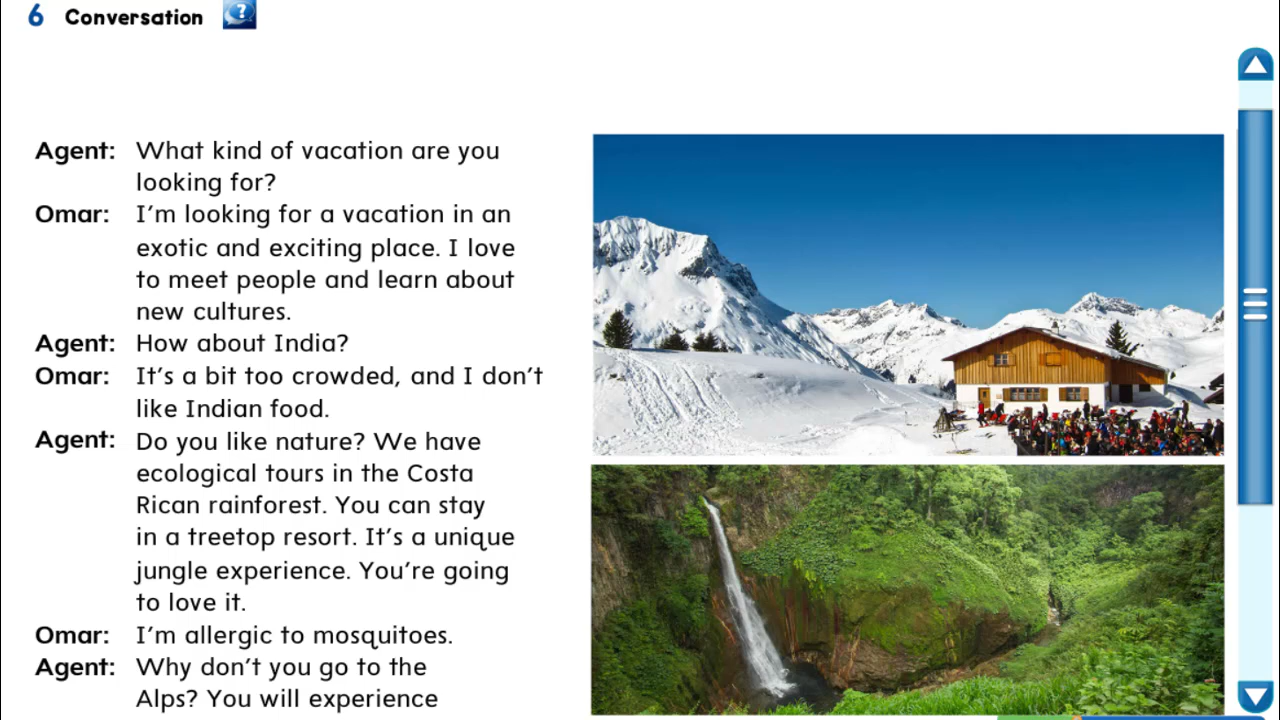 6 Conversation
Agent: What kind of vacation are you
looking for?
Omar: I'm looking for a vacation in an
exotic and exciting place. I love
to meet people and learn about
new cultures.
Agent: How about India?
Omar: It's a bit too crowded, and I don't
like Indian food.
Agent: Do you like nature? We have
ecological tours in the Costa
Rican rainforest. You can stay
in a treetop resort. It's a unique
jungle experience. You're going
to love it.
Omar: I'm allergic to mosquitoes.
Agent: Why don't you go to the
Alps? You will experience